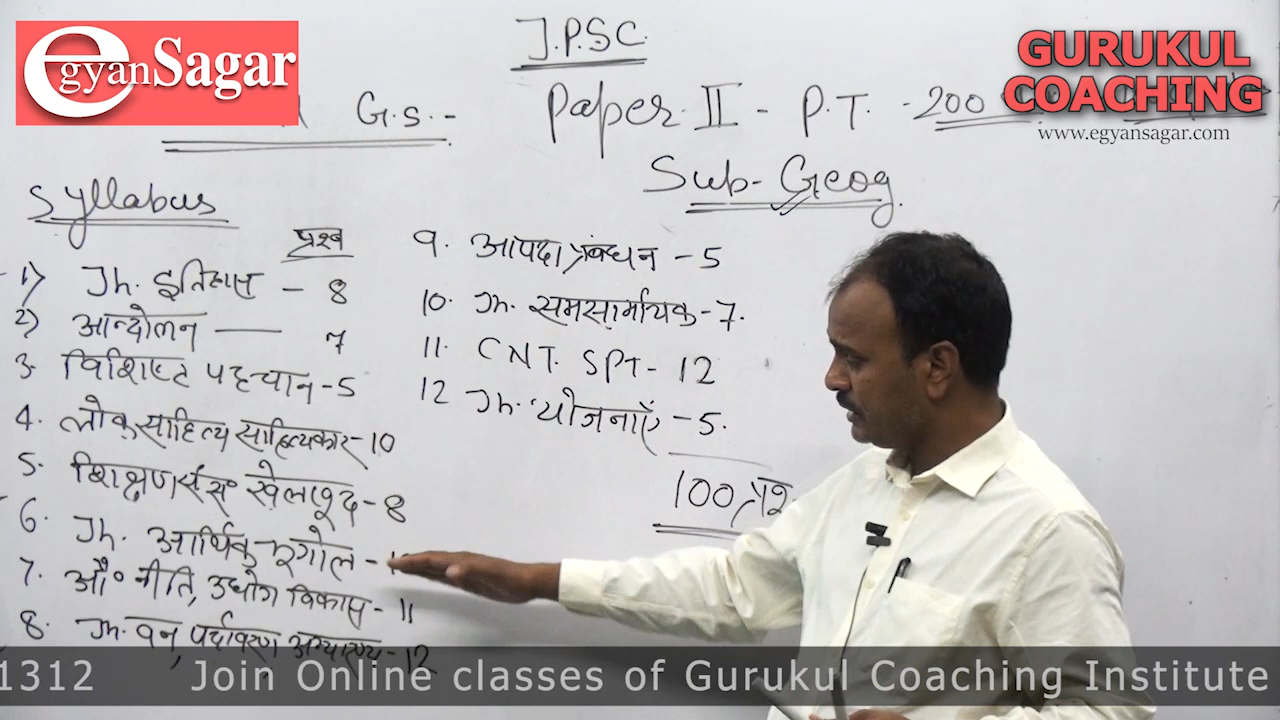 egyanSagar
J.P.S.C.
GURUKUL
COACHING
www.egyansagar.com
G.S.-
Paper-II - P.T. - 200
Sub- Geog.
Syllabus
प्रश्न
1) Jh. इतिहास - 8
2) आन्दोलन — 7
3. विशिष्ट पहचान-5
4. लोक साहित्य साहित्यकार-10
5. शिक्षण संस॰ खेलकूद-8
6. Jh. आर्थिक भूगोल-
7. औ॰ नीति, उद्योग विकास-11
8. Jh. वन, पर्यावरण अभ्यारण्य-12
9. आपदा प्रबन्धन - 5
10. Jh. समसामयिक-7.
11. CNT. SPT- 12
12 Jh. योजनाएँ -5.
100 प्रश्न
1312 Join Online classes of Gurukul Coaching Institute